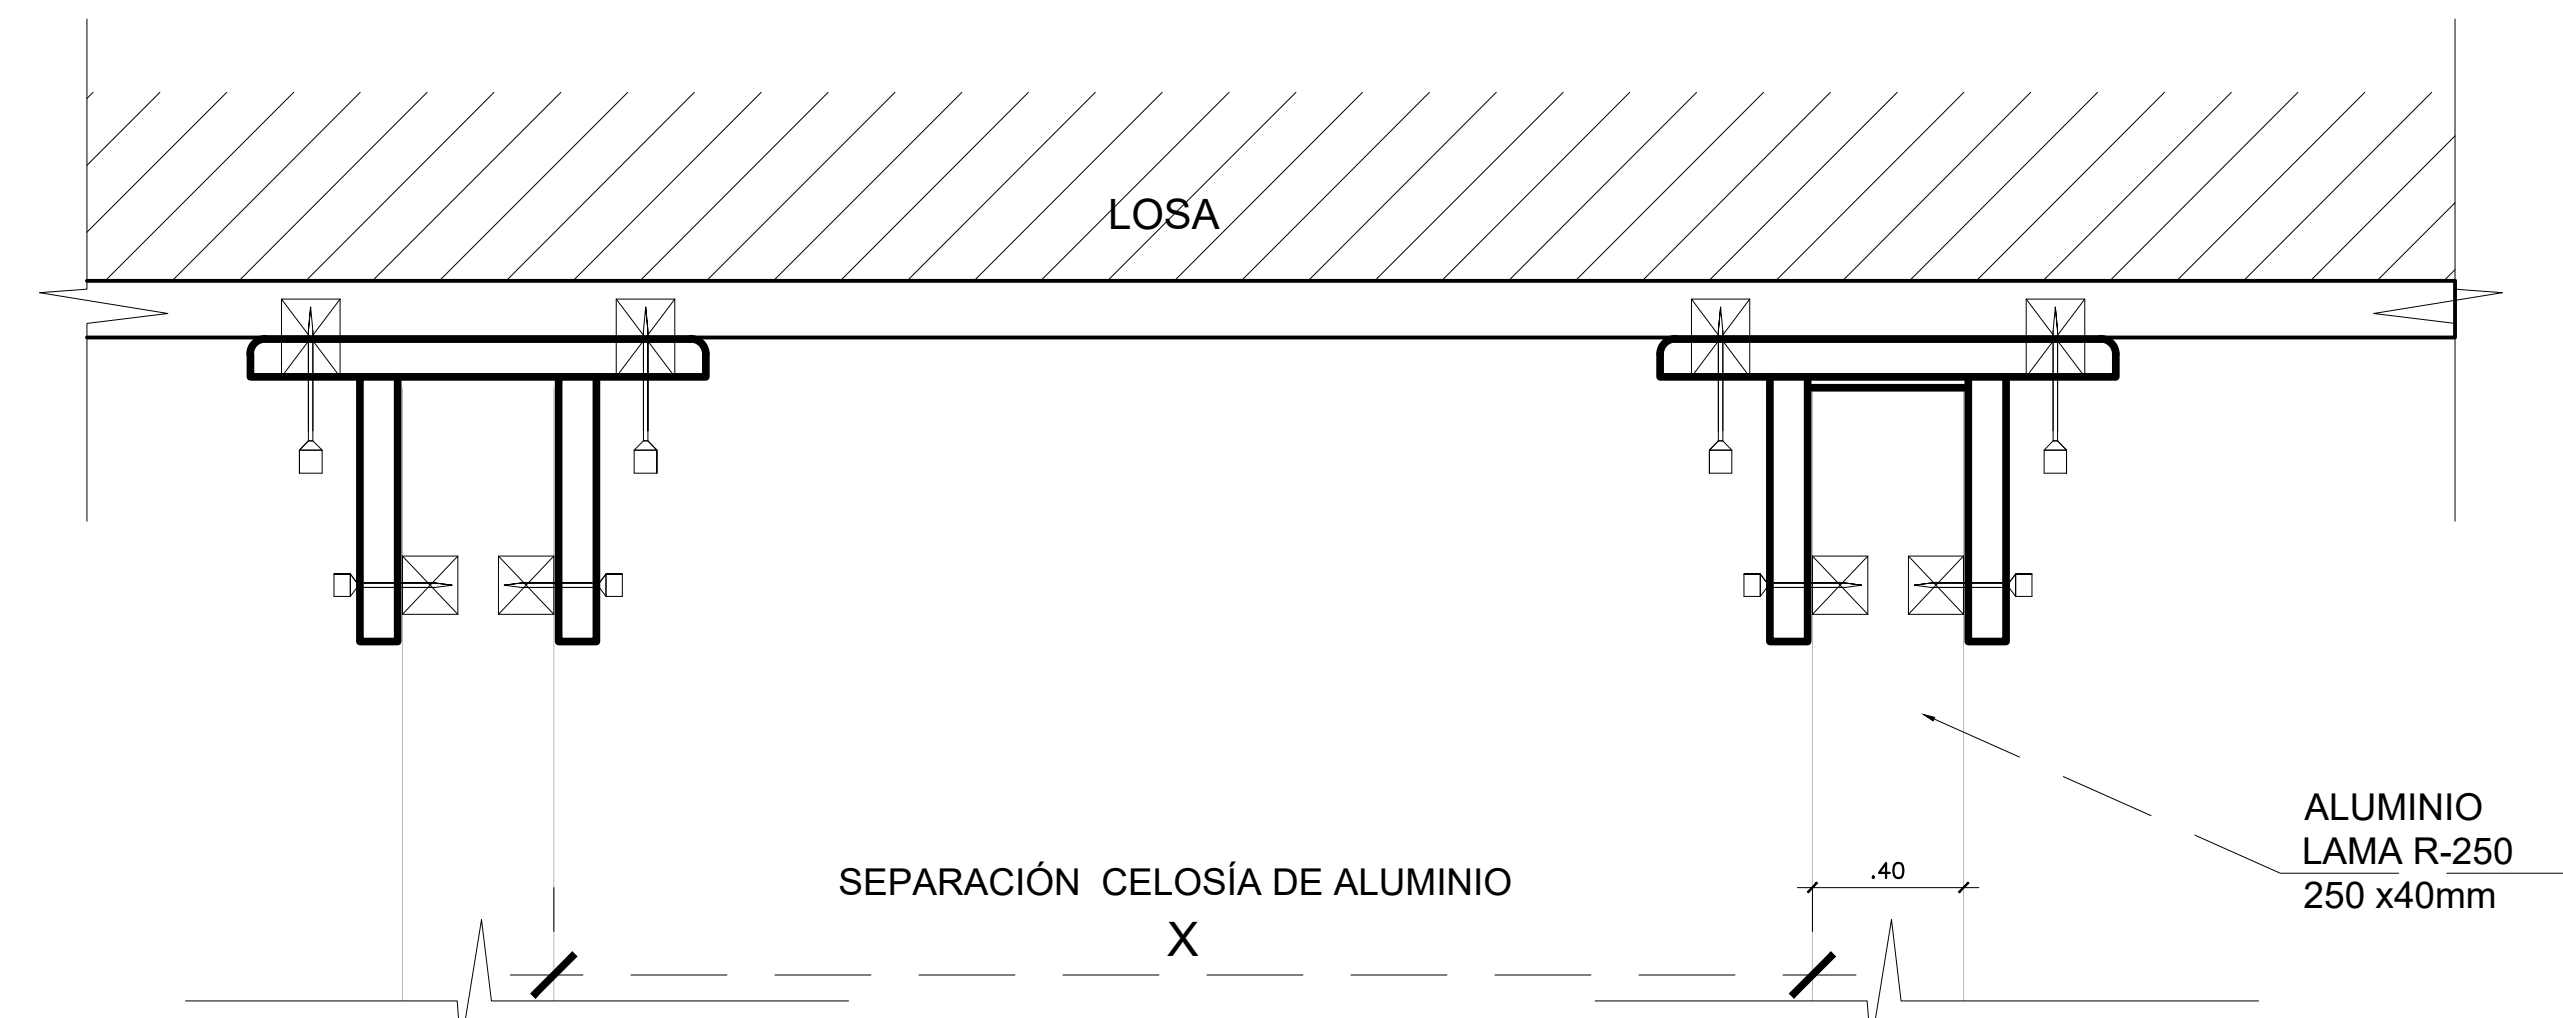 LOSA
SEPARACIÓN CELOSÍA DE ALUMINIO
X
.40
ALUMINIO
LAMA R-250
250 x40mm